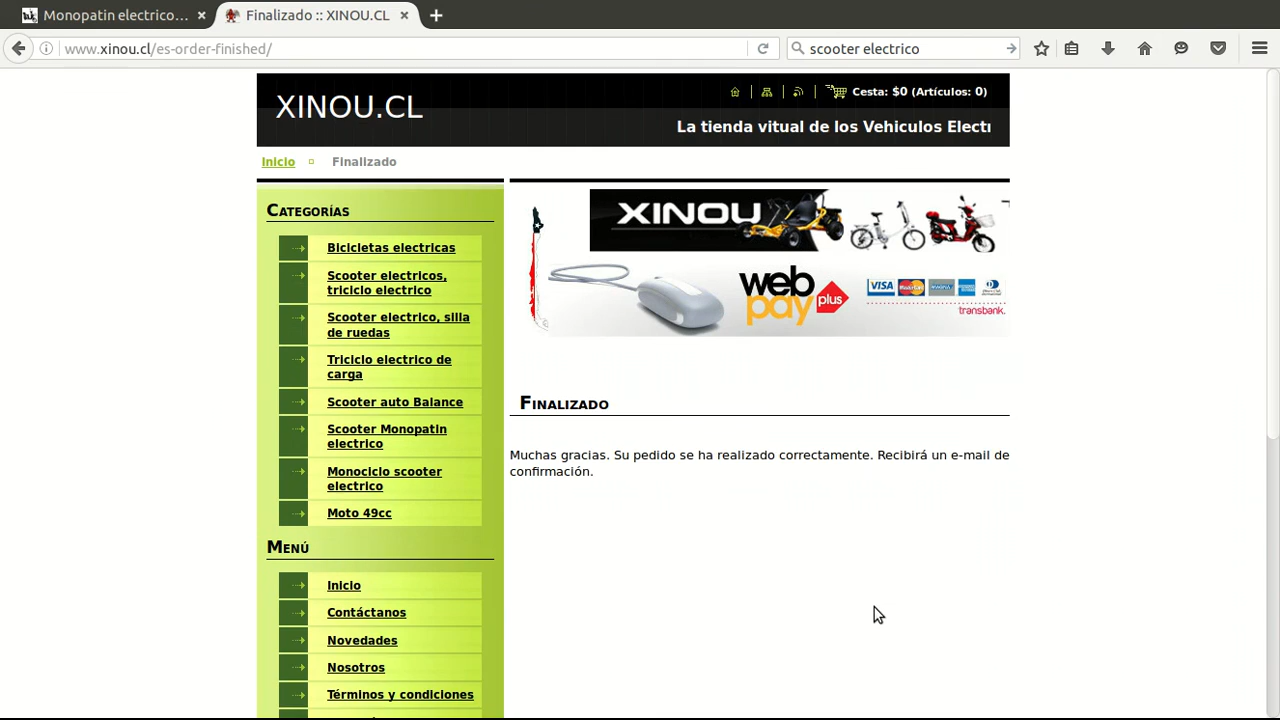 Monopatin electrico…
Finalizado :: XINOU.CL
www.xinou.cl/es-order-finished/
scooter electrico
XINOU.CL
Cesta: $0 (Artículos: 0)
La tienda vitual de los Vehiculos Electr
Inicio
Finalizado
Categorías
Bicicletas electricas
Scooter electricos,
triciclo electrico
Scooter electrico, silla
de ruedas
Triciclo electrico de
carga
Scooter auto Balance
Scooter Monopatin
electrico
Monociclo scooter
electrico
Moto 49cc
Menú
Inicio
Contáctanos
Novedades
Nosotros
Términos y condiciones
XINOU
web
pay plus
VISA MasterCard
transbank.
Finalizado
Muchas gracias. Su pedido se ha realizado correctamente. Recibirá un e-mail de
confirmación.